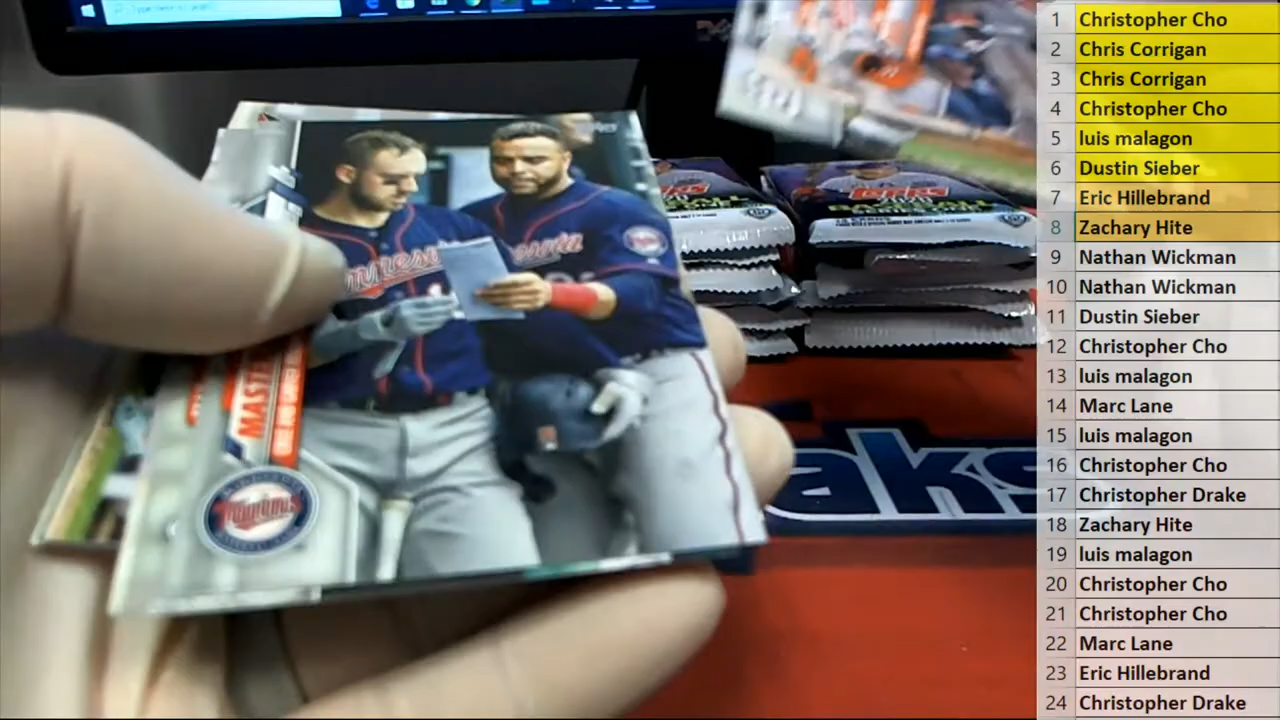 1 Christopher Cho
2 Chris Corrigan
3 Chris Corrigan
4 Christopher Cho
5 luis malagon
6 Dustin Sieber
7 Eric Hillebrand
8 Zachary Hite
9 Nathan Wickman
10 Nathan Wickman
11 Dustin Sieber
12 Christopher Cho
13 luis malagon
14 Marc Lane
15 luis malagon
16 Christopher Cho
17 Christopher Drake
18 Zachary Hite
19 luis malagon
20 Christopher Cho
21 Christopher Cho
22 Marc Lane
23 Eric Hillebrand
24 Christopher Drake
MAST
Twins
aks